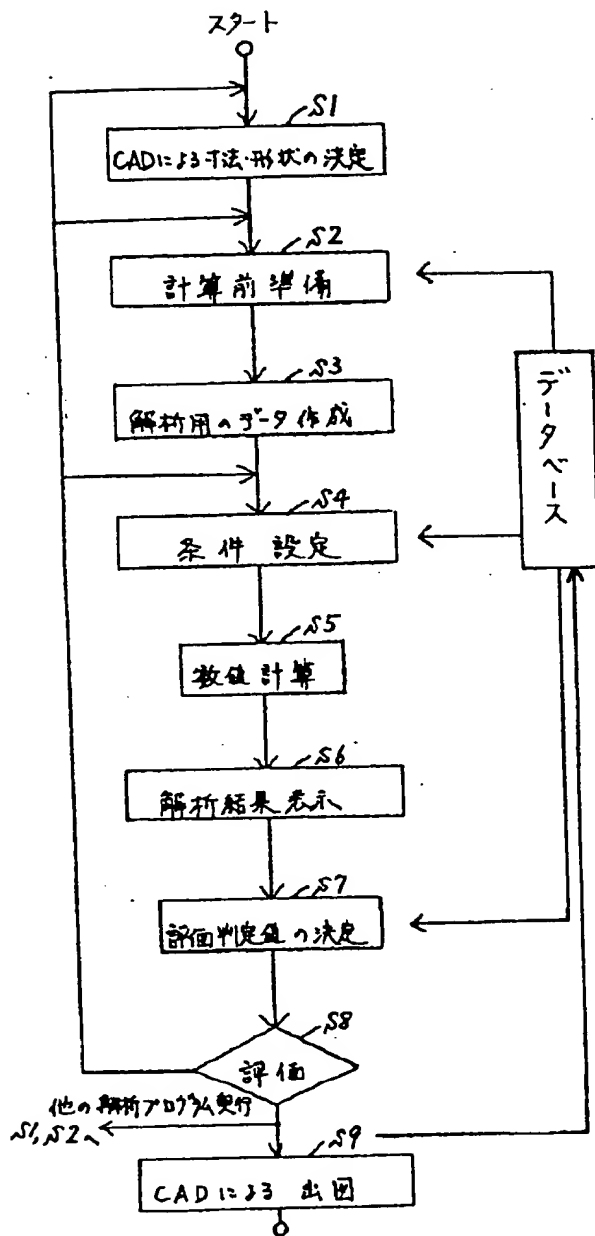 スタート
S1
CADによる寸法・形状の決定
S2
計算前準備
S3
解析用のデータ作成
データベース
S4
条件設定
S5
数値計算
S6
解析結果表示
S7
評価判定値の決定
S8
評価
他の解析プログラム実行
S1,S2へ
S9
CADによる出図